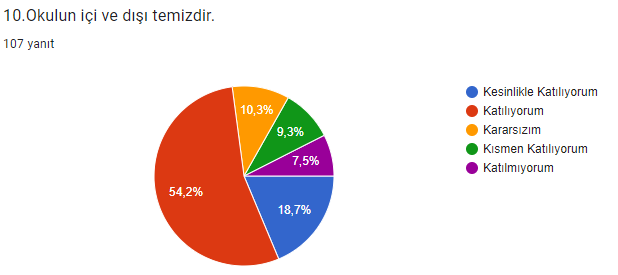 10.Okulun içi ve dışı temizdir.
107 yanıt
Kesinlikle Katılıyorum
Katılıyorum
Kararsızım
Kısmen Katılıyorum
Katılmıyorum
10,3%
9,3%
7,5%
54,2%
18,7%